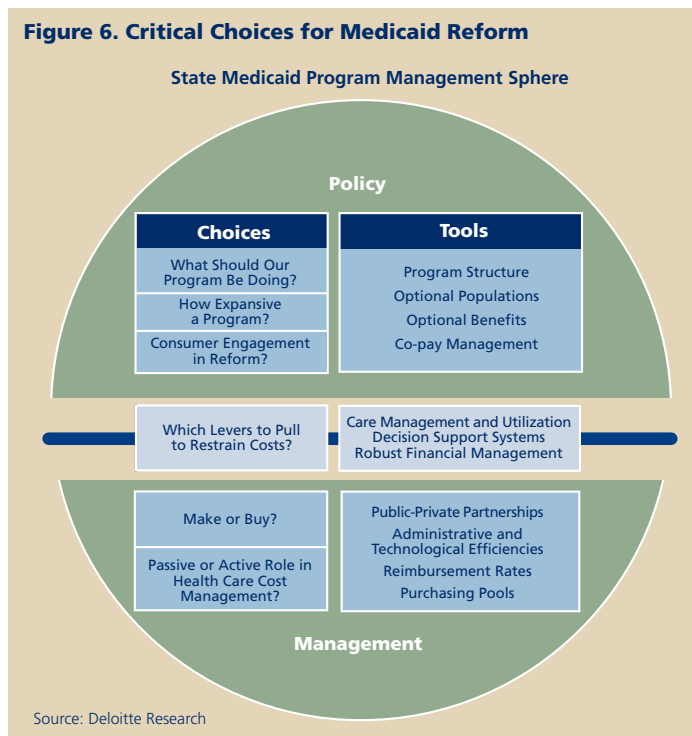 Figure 6. Critical Choices for Medicaid Reform
State Medicaid Program Management Sphere
Policy
Choices
What Should Our
Program Be Doing?
How Expansive
a Program?
Consumer Engagement
in Reform?
Tools
Program Structure
Optional Populations
Optional Benefits
Co-pay Management
Which Levers to Pull
to Restrain Costs?
Care Management and Utilization
Decision Support Systems
Robust Financial Management
Make or Buy?
Passive or Active Role in
Health Care Cost
Management?
Public-Private Partnerships
Administrative and
Technological Efficiencies
Reimbursement Rates
Purchasing Pools
Management
Source: Deloitte Research